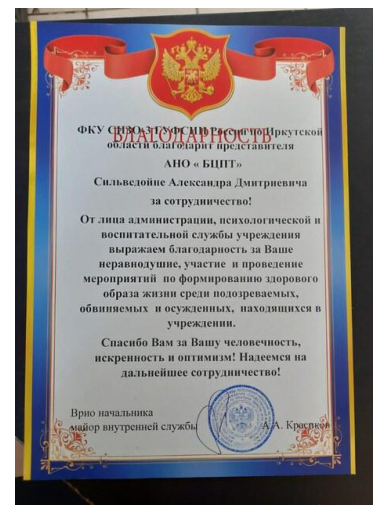 БЛАГОДАРНОСТЬ
ФКУ СИЗО ГУФСИН России по Иркутской
области благодарит представителя
АНО « БЦПТ»
Сильведойне Александра Дмитриевича
за сотрудничество!
От лица администрации, психологической и
воспитательной службы учреждения
выражаем благодарность за Ваше
неравнодушие, участие и проведение
мероприятий по формированию здорового
образа жизни среди подозреваемых,
обвиняемых и осужденных, находящихся в
учреждении.
Спасибо Вам за Вашу человечность,
искренность и оптимизм! Надеемся на
дальнейшее сотрудничество!
Врио начальника
майор внутренней службы А.А. Красиков